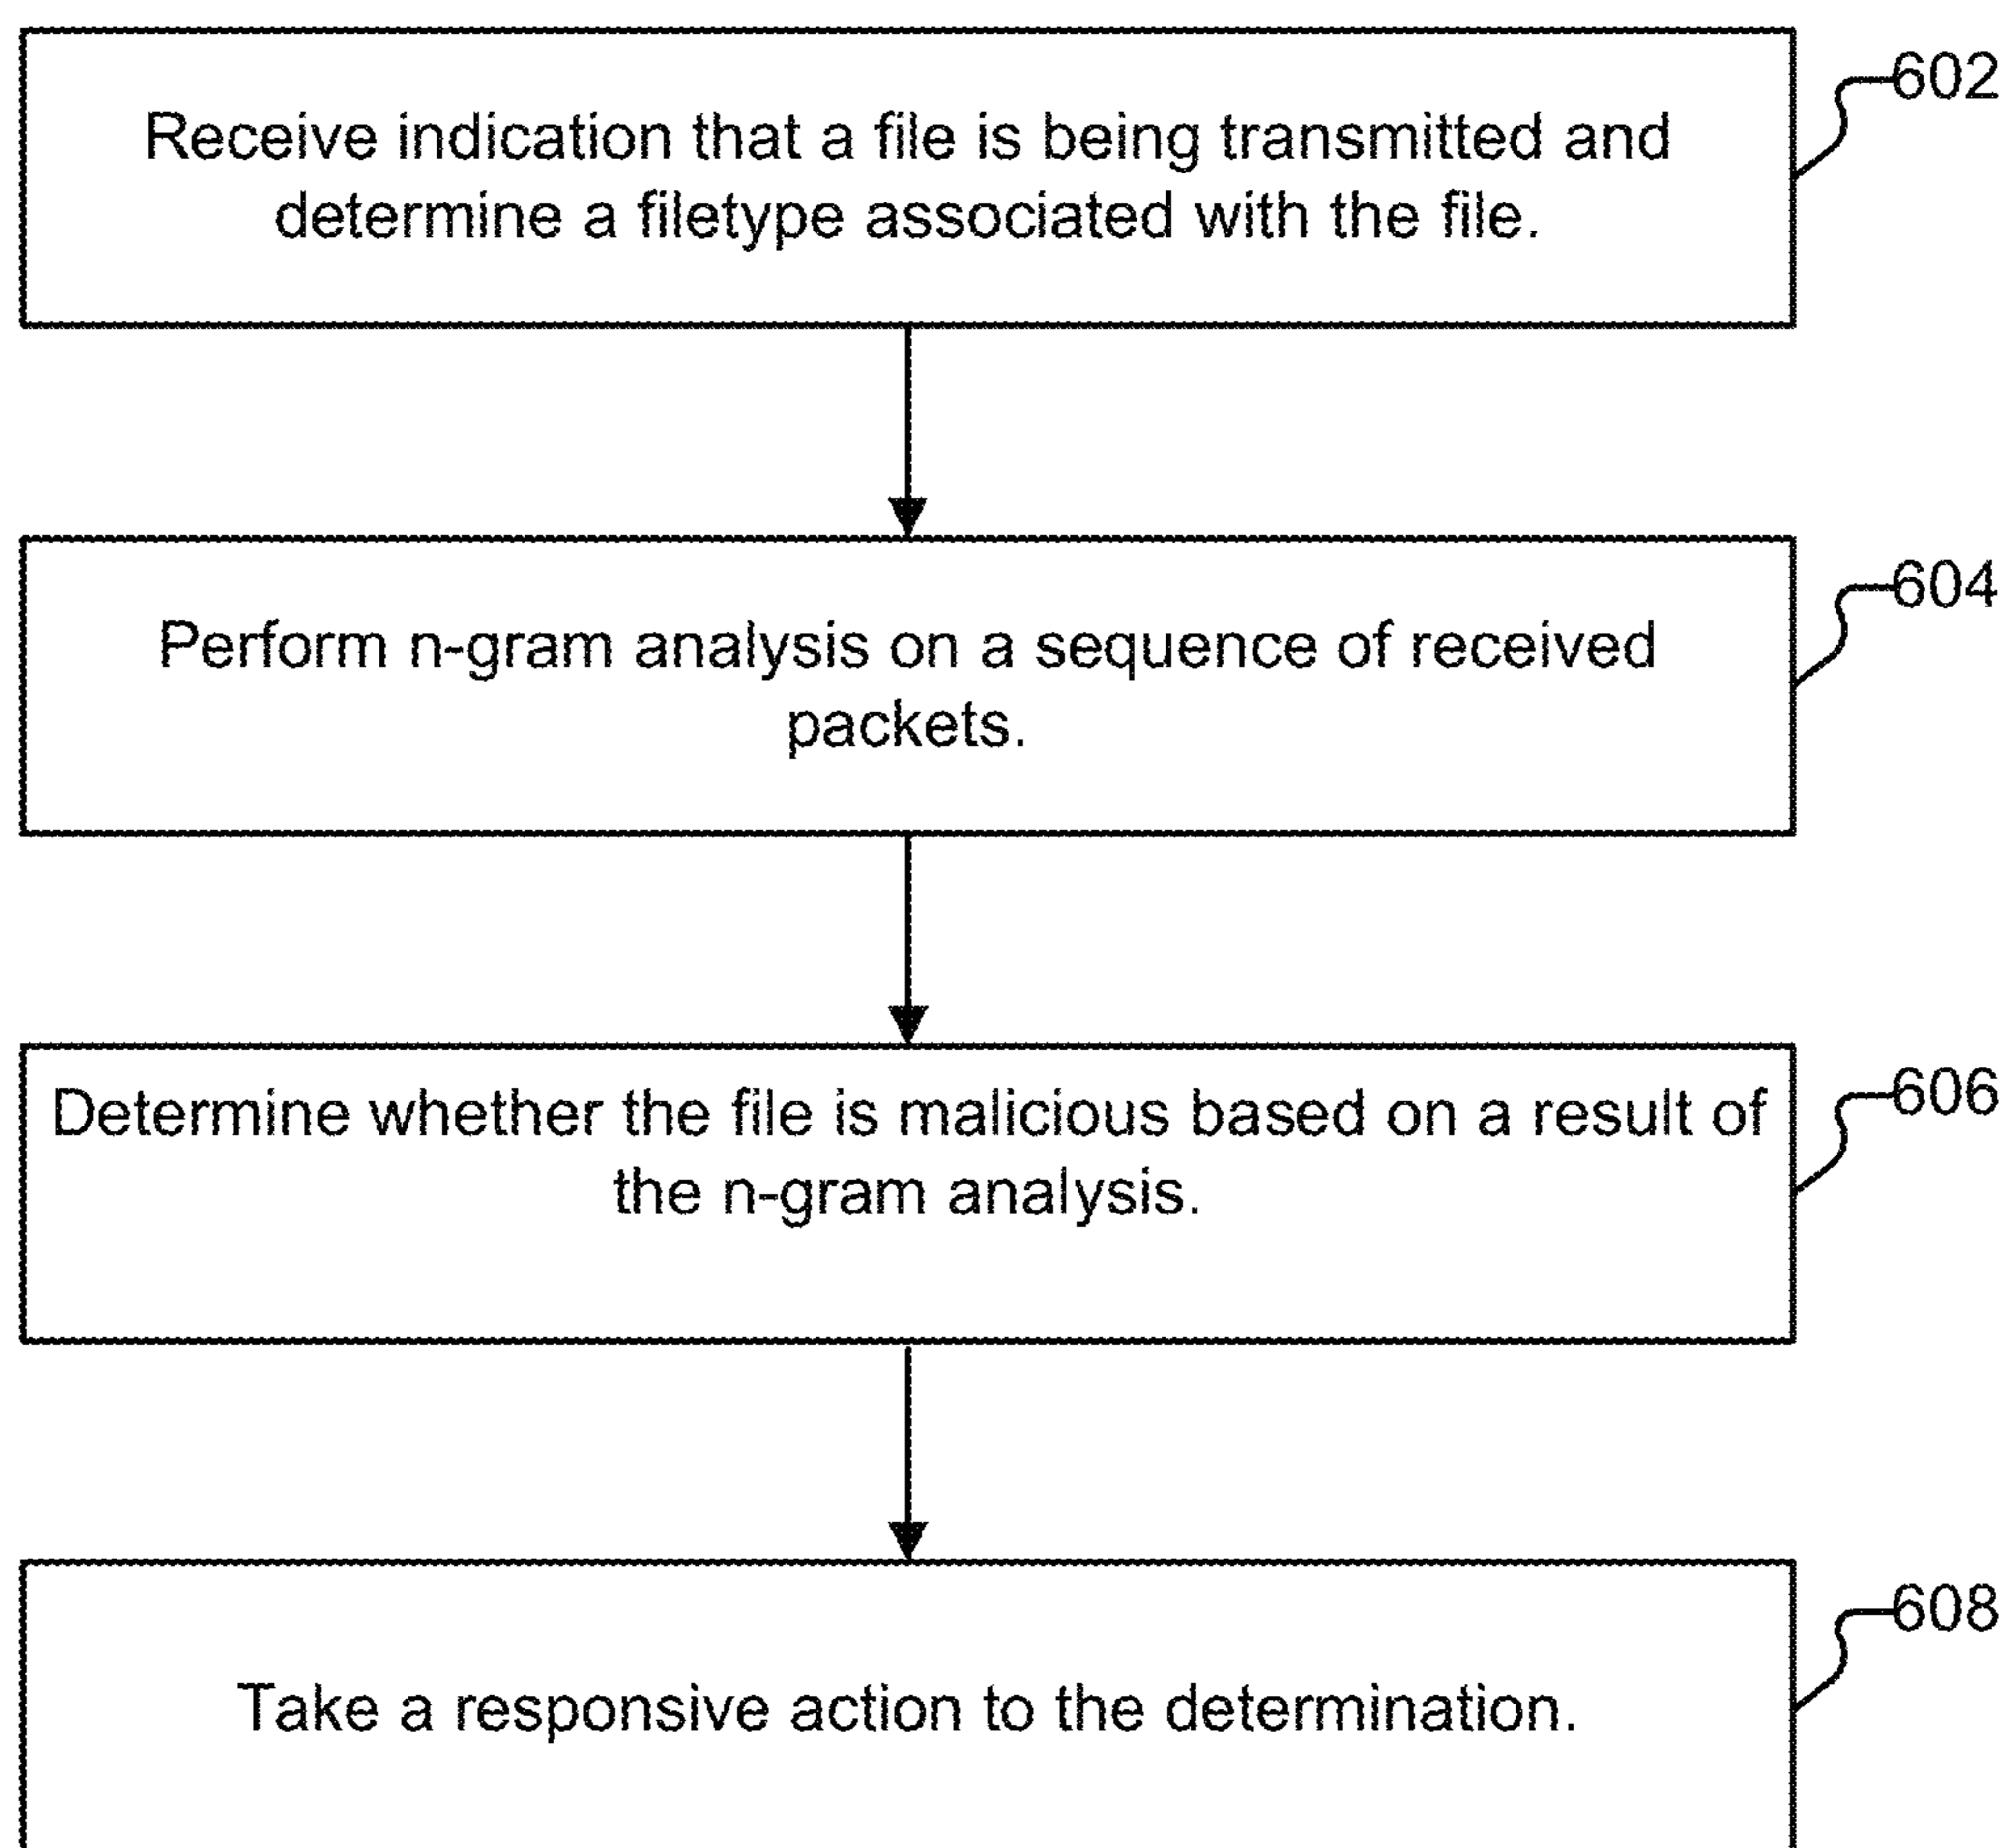 602
Receive indication that a file is being transmitted and
determine a filetype associated with the file.
604
Perform n-gram analysis on a sequence of received
packets.
606
Determine whether the file is malicious based on a result of
the n-gram analysis.
608
Take a responsive action to the determination.